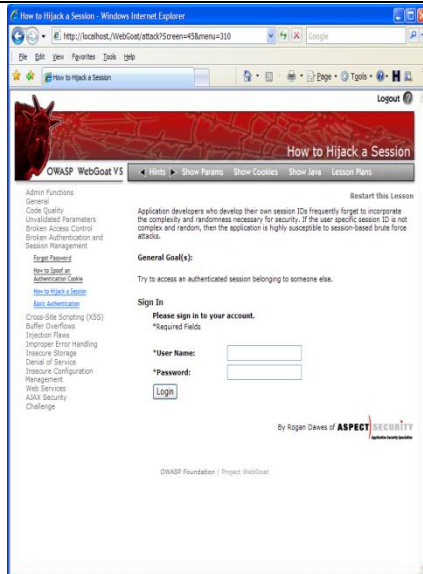 How to Hijack a Session - Windows Internet Explorer
http://localhost./WebGoat/attack?Screen=45&menu=310
Google
File Edit View Favorites Tools Help
How to Hijack a Session
Page Tools
Logout
How to Hijack a Session
OWASP WebGoat V5
Hints Show Params Show Cookies Show Java Lesson Plans
Admin Functions
General
Code Quality
Unvalidated Parameters
Broken Access Control
Broken Authentication and
Session Management
Forgot Password
How to Spoof an
Authentication Cookie
How to Hijack a Session
Basic Authentication
Cross-Site Scripting (XSS)
Buffer Overflows
Injection Flaws
Improper Error Handling
Insecure Storage
Denial of Service
Insecure Configuration
Management
Web Services
AJAX Security
Challenge
Restart this Lesson
Application developers who develop their own session IDs frequently forget to incorporate
the complexity and randomness necessary for security. If the user specific session ID is not
complex and random, then the application is highly susceptible to session-based brute force
attacks.
General Goal(s):
Try to access an authenticated session belonging to someone else.
Sign In
Please sign in to your account.
*Required Fields
*User Name:
*Password:
Login
By Rogan Dawes of ASPECT SECURITY
Application Security Specialists
OWASP Foundation | Project WebGoat